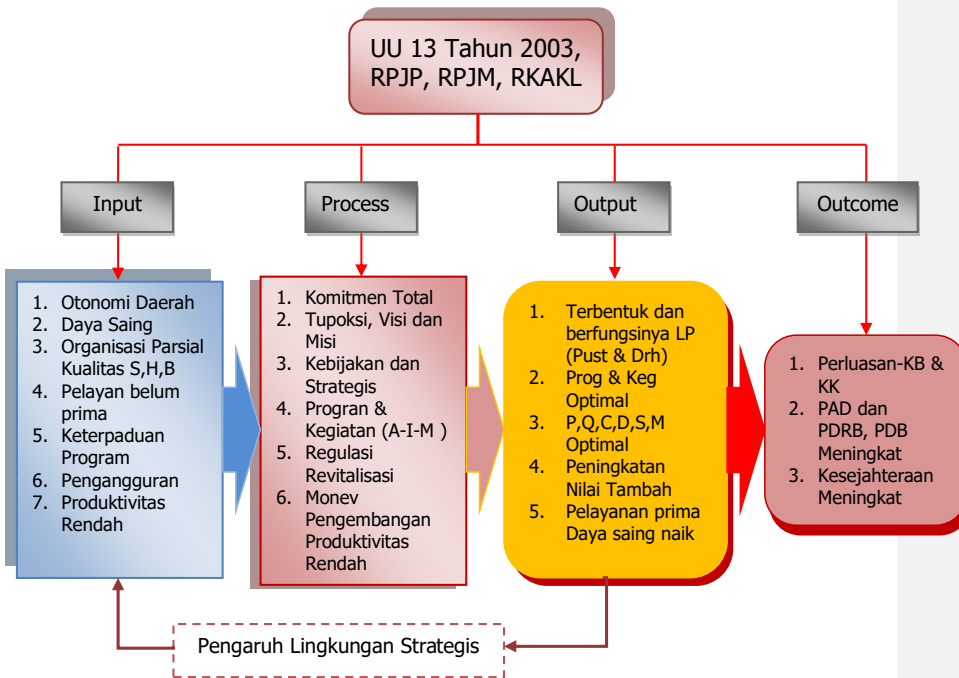 UU 13 Tahun 2003,
RPJP, RPJM, RKAKL
Input
Process
Output
Outcome
1. Otonomi Daerah
2. Daya Saing
3. Organisasi Parsial
Kualitas S,H,B
4. Pelayan belum
prima
5. Keterpaduan
Program
6. Pengangguran
7. Produktivitas
Rendah
1. Komitmen Total
2. Tupoksi, Visi dan
Misi
3. Kebijakan dan
Strategis
4. Progran &
Kegiatan (A-I-M )
5. Regulasi
Revitalisasi
6. Monev
Pengembangan
Produktivitas
Rendah
1. Terbentuk dan
berfungsinya LP
(Pust & Drh)
2. Prog & Keg
Optimal
3. P,Q,C,D,S,M
Optimal
4. Peningkatan
Nilai Tambah
5. Pelayanan prima
Daya saing naik
1. Perluasan-KB &
KK
2. PAD dan
PDRB, PDB
Meningkat
3. Kesejahteraan
Meningkat
Pengaruh Lingkungan Strategis